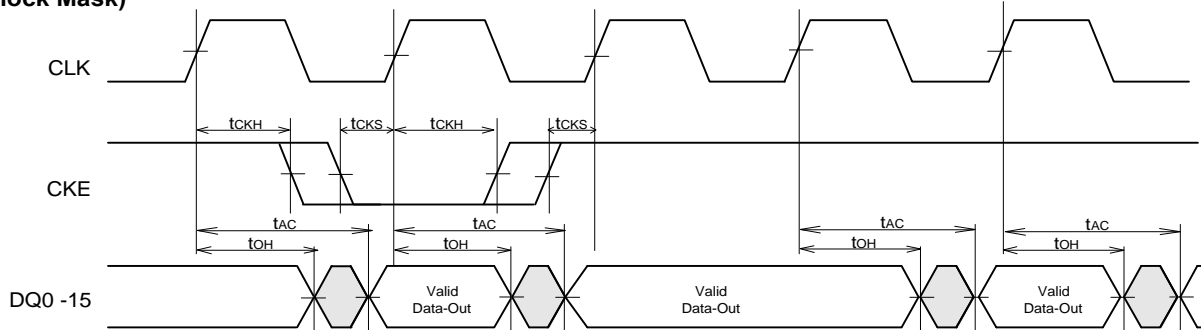 lock Mask)
CLK
tCKH tCKS tCKH tCKS
CKE
tAC tAC tAC tAC
tOH tOH tOH tOH
DQ0 -15
Valid Data-Out
Valid Data-Out
Valid Data-Out